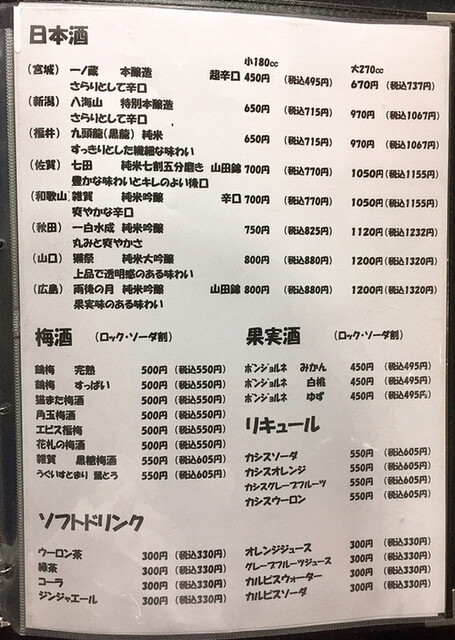 日本酒
小180cc 大270cc
(宮城) 一ノ蔵 本醸造 超辛口 450円 (税込495円) 670円 (税込737円)
さらりとして辛口
(新潟) 八海山 特別本醸造 650円 (税込715円) 970円 (税込1067円)
さらりとして辛口
(福井) 九頭龍(黒龍) 純米 650円 (税込715円) 970円 (税込1067円)
すっきりとした繊細な味わい
(佐賀) 七田 純米七割五分磨き 山田錦 700円 (税込770円) 1050円 (税込1155円)
豊かな味わいとキレのよい後口
(和歌山) 雑賀 純米吟醸 辛口 700円 (税込770円) 1050円 (税込1155円)
爽やかな辛口
(秋田) 一白水成 純米吟醸 750円 (税込825円) 1120円 (税込1232円)
丸みと爽やかさ
(山口) 獺祭 純米大吟醸 800円 (税込880円) 1200円 (税込1320円)
上品で透明感のある味わい
(広島) 雨後の月 純米吟醸 山田錦 800円 (税込880円) 1200円 (税込1320円)
果実味のある味わい
梅酒 (ロック・ソーダ割)
鶴梅 完熟 500円 (税込550円)
鶴梅 すっぱい 500円 (税込550円)
猫また梅酒 500円 (税込550円)
角玉梅酒 500円 (税込550円)
エビス福梅 500円 (税込550円)
花札の梅酒 500円 (税込550円)
雑賀 黒糖梅酒 550円 (税込605円)
うぐいすとまり 鶯とろ 550円 (税込605円)
果実酒 (ロック・ソーダ割)
ボンジョルネ みかん 450円 (税込495円)
ボンジョルネ 白桃 450円 (税込495円)
ボンジョルネ ゆず 450円 (税込495円)
リキュール
カシスソーダ 550円 (税込605円)
カシスオレンジ 550円 (税込605円)
カシスグレープフルーツ 550円 (税込605円)
カシスウーロン 550円 (税込605円)
ソフトドリンク
ウーロン茶 300円 (税込330円)
緑茶 300円 (税込330円)
コーラ 300円 (税込330円)
ジンジャエール 300円 (税込330円)
オレンジジュース 300円 (税込330円)
グレープフルーツジュース 300円 (税込330円)
カルピスウォーター 300円 (税込330円)
カルピスソーダ 300円 (税込330円)